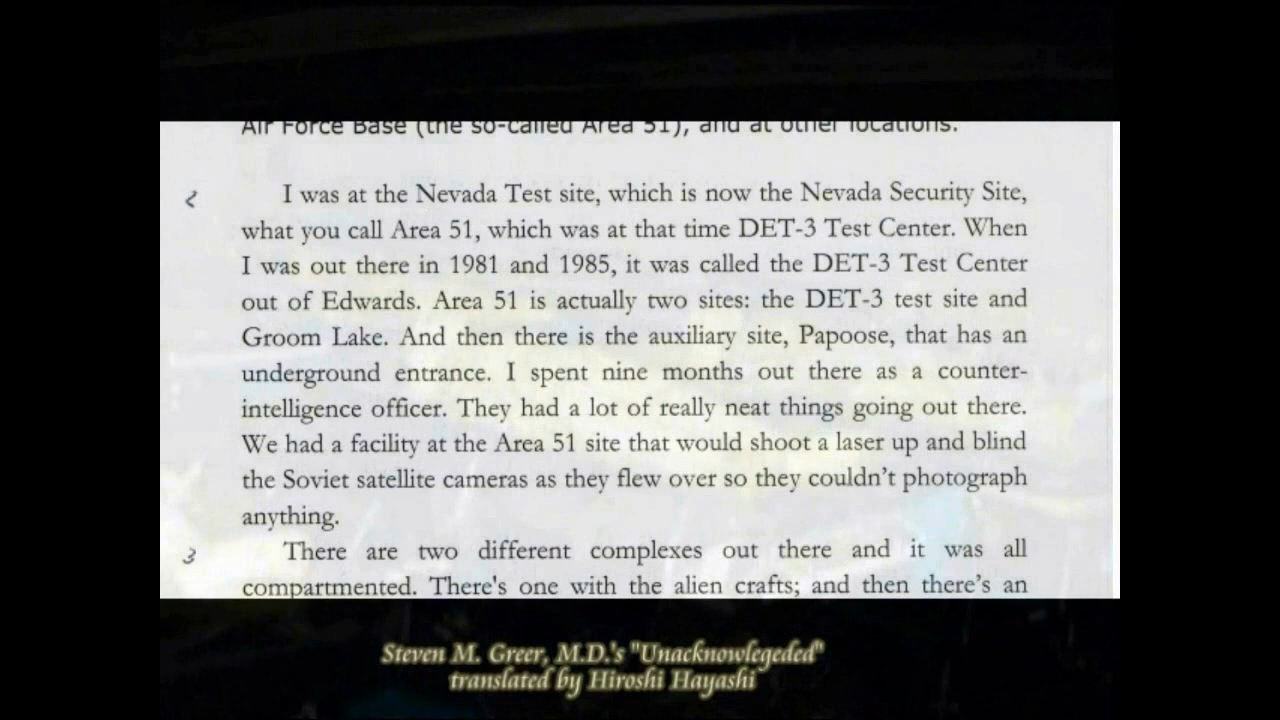 Air Force Base (the so-called Area 51), and at other locations.
2
I was at the Nevada Test site, which is now the Nevada Security Site,
what you call Area 51, which was at that time DET-3 Test Center. When
I was out there in 1981 and 1985, it was called the DET-3 Test Center
out of Edwards. Area 51 is actually two sites: the DET-3 test site and
Groom Lake. And then there is the auxiliary site, Papoose, that has an
underground entrance. I spent nine months out there as a counter-
intelligence officer. They had a lot of really neat things going out there.
We had a facility at the Area 51 site that would shoot a laser up and blind
the Soviet satellite cameras as they flew over so they couldn't photograph
anything.
3
There are two different complexes out there and it was all
compartmented. There's one with the alien crafts; and then there's an
Steven M. Greer, M.D.'s "Unacknowlegeded"
translated by Hiroshi Hayashi